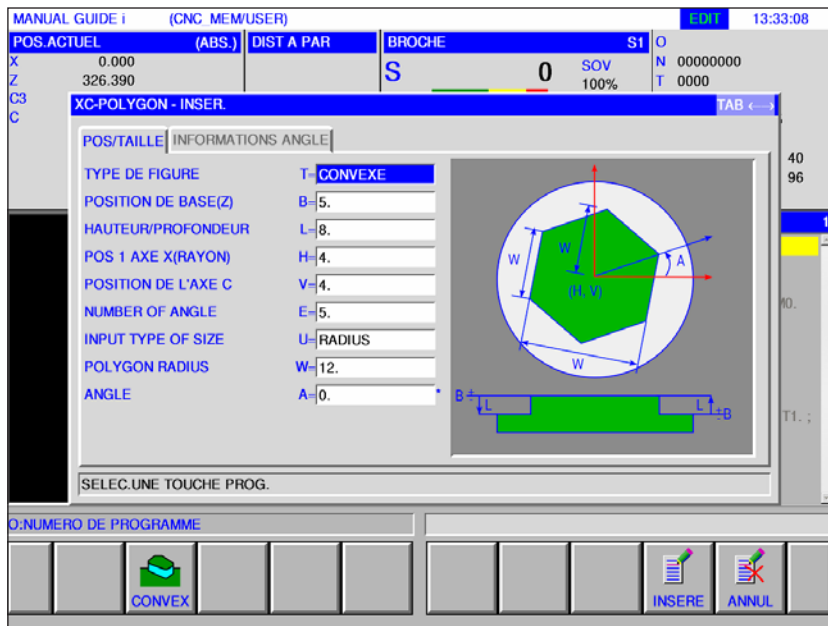 MANUAL GUIDE i (CNC_MEM/USER) EDIT 13:33:08
POS.ACTUEL (ABS.) DIST A PAR BROCHE S1 O
X 0.000 S 0 SOV N 00000000
Z 326.390 100% T 0000
C3
C
XC-POLYGON - INSER. TAB <--->
POS/TAILLE INFORMATIONS ANGLE
TYPE DE FIGURE T= CONVEXE
POSITION DE BASE(Z) B= 5.
HAUTEUR/PROFONDEUR L= 8.
POS 1 AXE X(RAYON) H= 4.
POSITION DE L'AXE C V= 4.
NUMBER OF ANGLE E= 5.
INPUT TYPE OF SIZE U= RADIUS
POLYGON RADIUS W= 12.
ANGLE A= 0. *
W
W
A
(H, V)
W
B ±
L
L
±B
40
96
1
M0.
T1. ;
SELEC.UNE TOUCHE PROG.
O:NUMERO DE PROGRAMME
CONVEX INSERE ANNUL